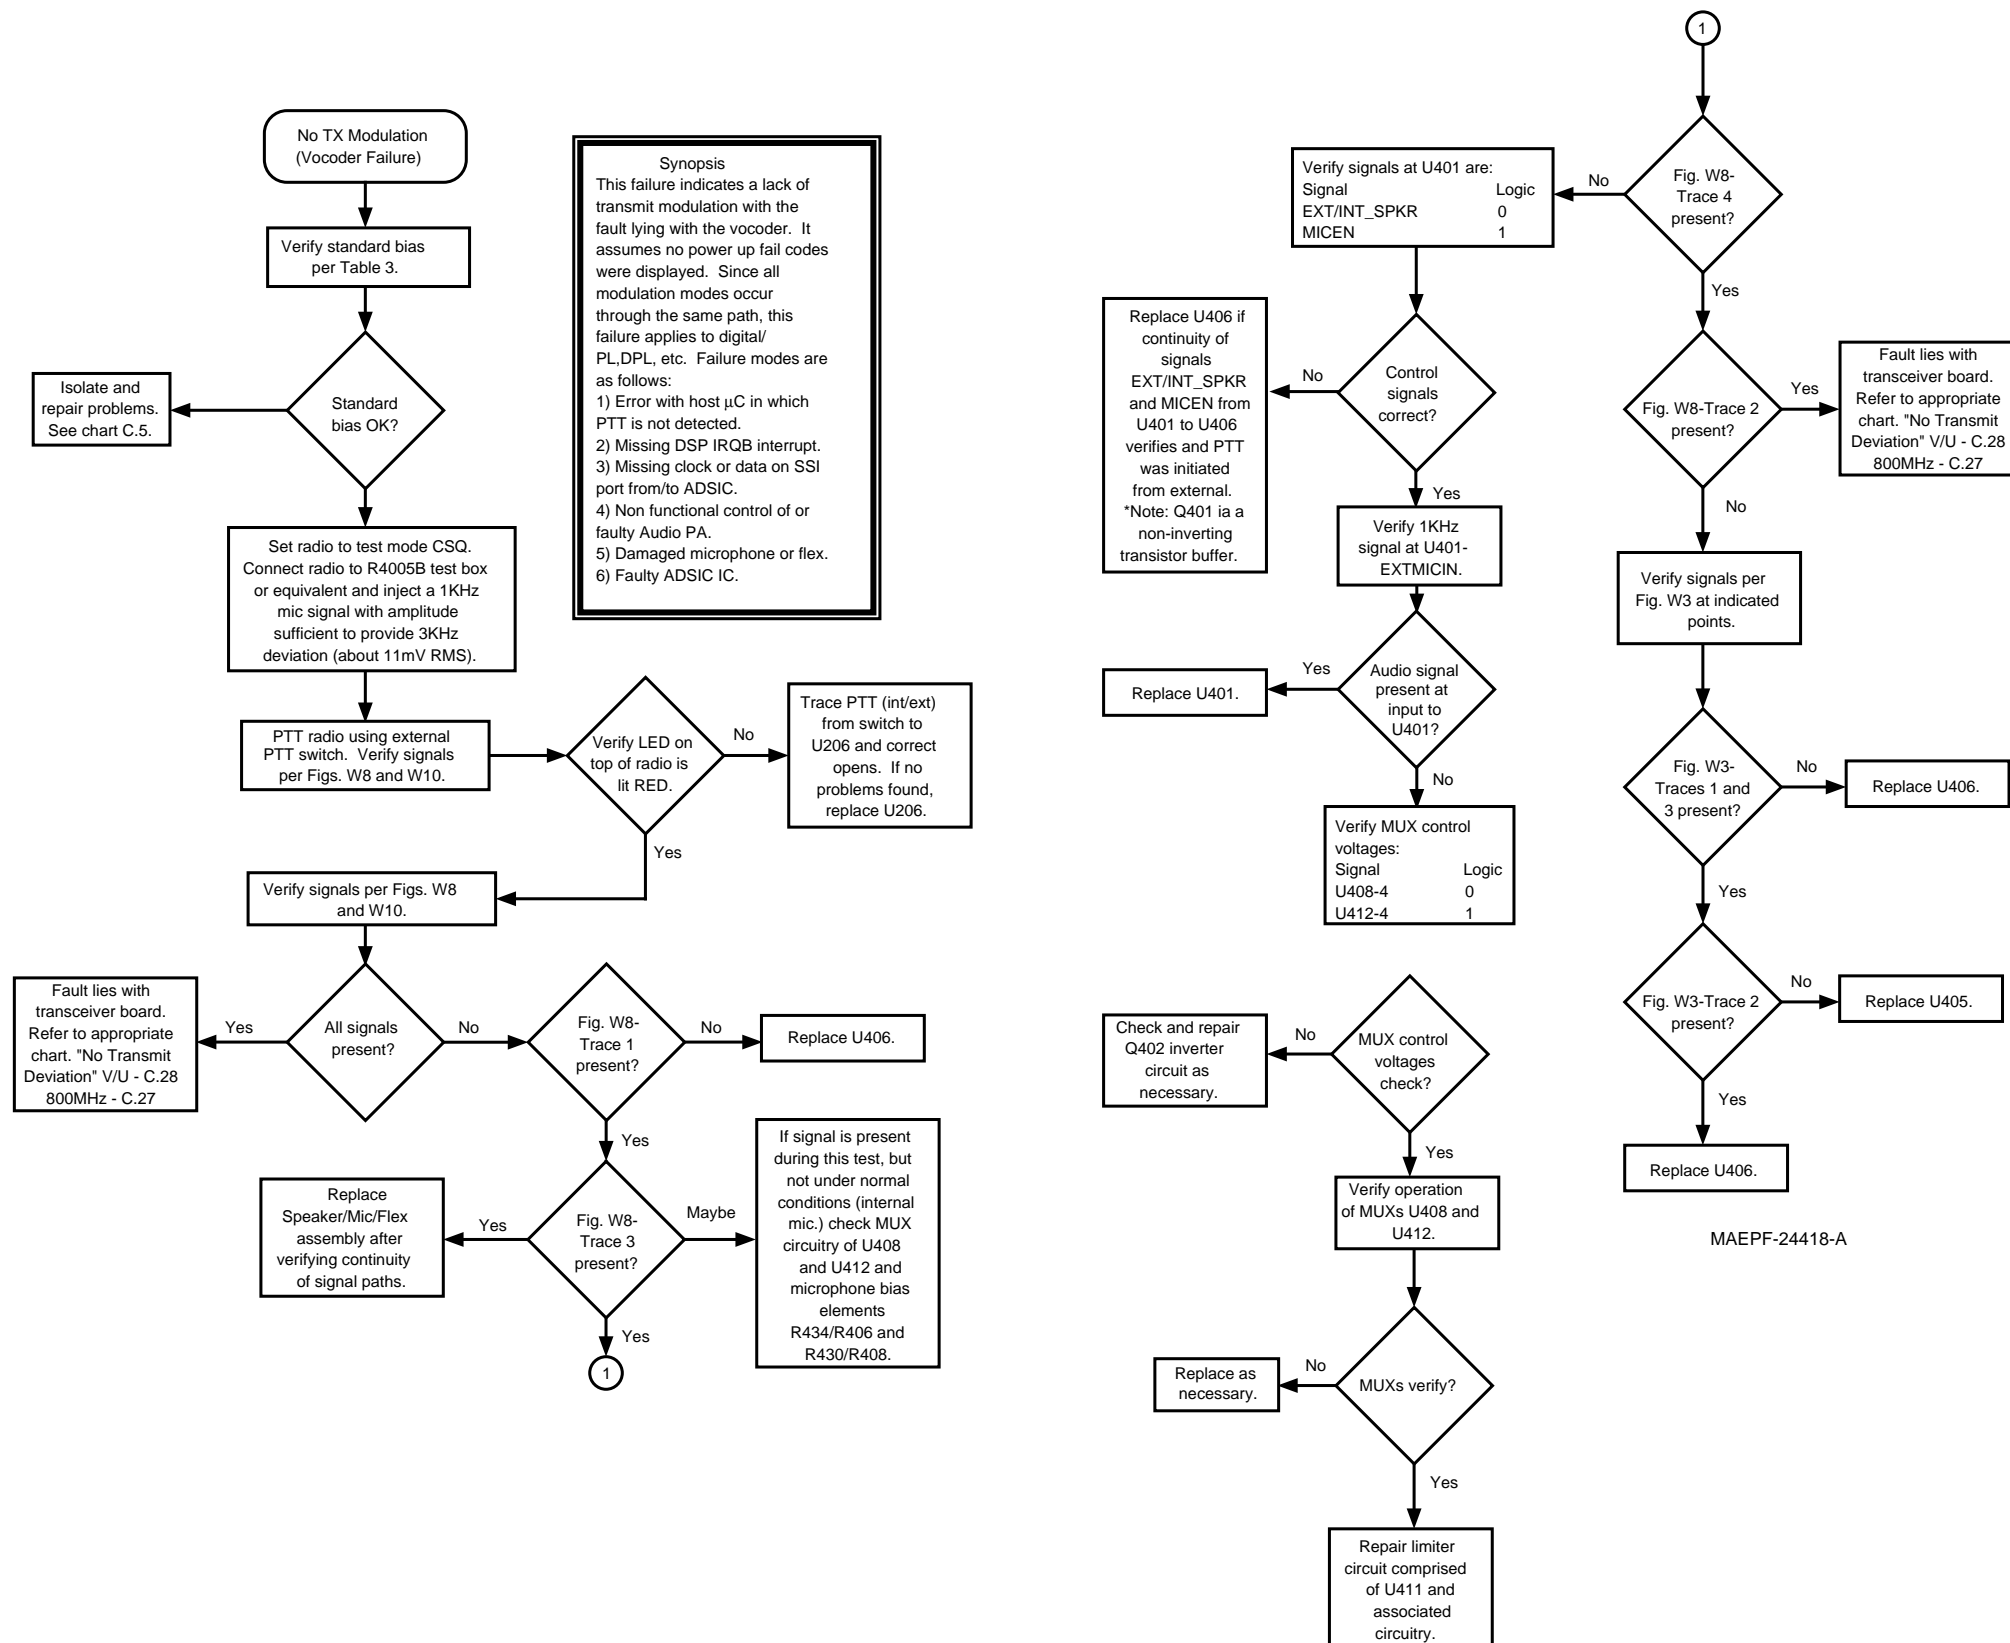 No TX Modulation
(Vocoder Failure)
Verify standard bias
per Table 3.
Standard
bias OK?
Isolate and
repair problems.
See chart C.5.
Set radio to test mode CSQ.
Connect radio to R4005B test box
or equivalent and inject a 1KHz
mic signal with amplitude
sufficient to provide 3KHz
deviation (about 11mV RMS).
PTT radio using external
PTT switch.  Verify signals
per Figs. W8 and W10.
Verify LED on
top of radio is
lit RED.
No
Trace PTT (int/ext)
from switch to
U206 and correct
opens.  If no
problems found,
replace U206.
Yes
Verify signals per Figs. W8
and W10.
All signals
present?
Yes
Fault lies with
transceiver board.
Refer to appropriate
chart. "No Transmit
Deviation" V/U - C.28
800MHz - C.27
No
Fig. W8-
Trace 1
present?
No
Replace U406.
Yes
Fig. W8-
Trace 3
present?
Yes
Replace
Speaker/Mic/Flex
assembly after
verifying continuity
of signal paths.
Maybe
If signal is present
during this test, but
not under normal
conditions (internal
mic.) check MUX
circuitry of U408
and U412 and
microphone bias
elements
R434/R406 and
R430/R408.
Yes
1
Synopsis
This failure indicates a lack of
transmit modulation with the
fault lying with the vocoder.  It
assumes no power up fail codes
were displayed.  Since all
modulation modes occur
through the same path, this
failure applies to digital/
PL,DPL, etc.  Failure modes are
as follows:
1) Error with host µC in which
PTT is not detected.
2) Missing DSP IRQB interrupt.
3) Missing clock or data on SSI
port from/to ADSIC.
4) Non functional control of or
faulty Audio PA.
5) Damaged microphone or flex.
6) Faulty ADSIC IC.
1
Fig. W8-
Trace 4
present?
No
Verify signals at U401 are:
Signal Logic
EXT/INT_SPKR 0
MICEN 1
Control
signals
correct?
No
Replace U406 if
continuity of
signals
EXT/INT_SPKR
and MICEN from
U401 to U406
verifies and PTT
was initiated
from external.
*Note: Q401 ia a
non-inverting
transistor buffer.
Yes
Verify 1KHz
signal at U401-
EXTMICIN.
Audio signal
present at
input to
U401?
Yes
Replace U401.
No
Verify MUX control
voltages:
Signal Logic
U408-4 0
U412-4 1
MUX control
voltages
check?
No
Check and repair
Q402 inverter
circuit as
necessary.
Yes
Verify operation
of MUXs U408 and
U412.
MUXs verify?
No
Replace as
necessary.
Yes
Repair limiter
circuit comprised
of U411 and
associated
circuitry.
Yes
Fig. W8-Trace 2
present?
Yes
Fault lies with
transceiver board.
Refer to appropriate
chart. "No Transmit
Deviation" V/U - C.28
800MHz - C.27
No
Verify signals per
Fig. W3 at indicated
points.
Fig. W3-
Traces 1 and
3 present?
No
Replace U406.
Yes
Fig. W3-Trace 2
present?
No
Replace U405.
Yes
Replace U406.
MAEPF-24418-A